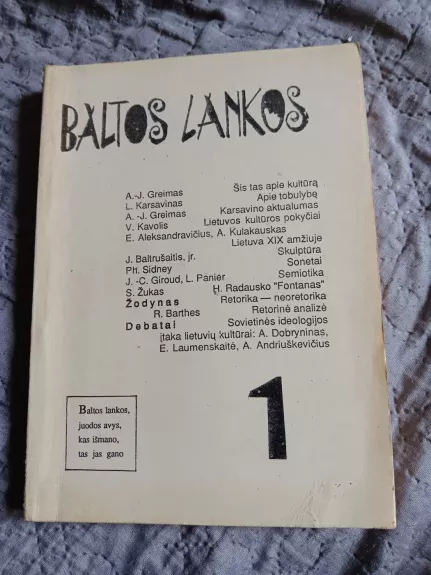 BALTOS LANKOS
A.-J. Greimas Šis tas apie kultūrą
L. Karsavinas Apie tobulybę
A. -J. Greimas Karsavino aktualumas
V. Kavolis Lietuvos kultūros pokyčiai
E. Aleksandravičius, A. Kulakauskas
Lietuva XIX amžiuje
J. Baltrušaitis, jr. Skulptūra
Ph. Sidney Sonetai
J. -C. Giroud, L. Panier Semiotika
S. Žukas H. Radausko "Fontanas"
Žodynas Retorika — neoretorika
R. Barthes Retorinė analizė
Debatai Sovietinės ideologijos
įtaka lietuvių kultūrai: A. Dobryninas,
E. Laumenskaitė, A. Andriuškevičius
Baltos lankos,
juodos avys,
kas išmano,
tas jas gano
1